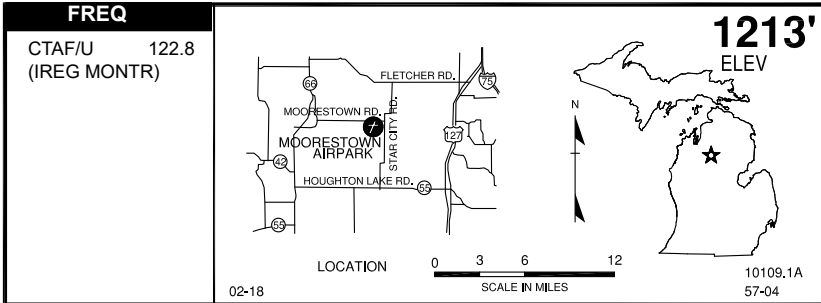 FREQ
CTAF/U 122.8
(IREG MONTR)
1213'
ELEV
FLETCHER RD.
75
66
MOORESTOWN RD.
STAR CITY RD.
127
MOORESTOWN
AIRPARK
42
HOUGHTON LAKE RD.
55
55
N
LOCATION
0 3 6 12
SCALE IN MILES
02-18
10109.1A
57-04